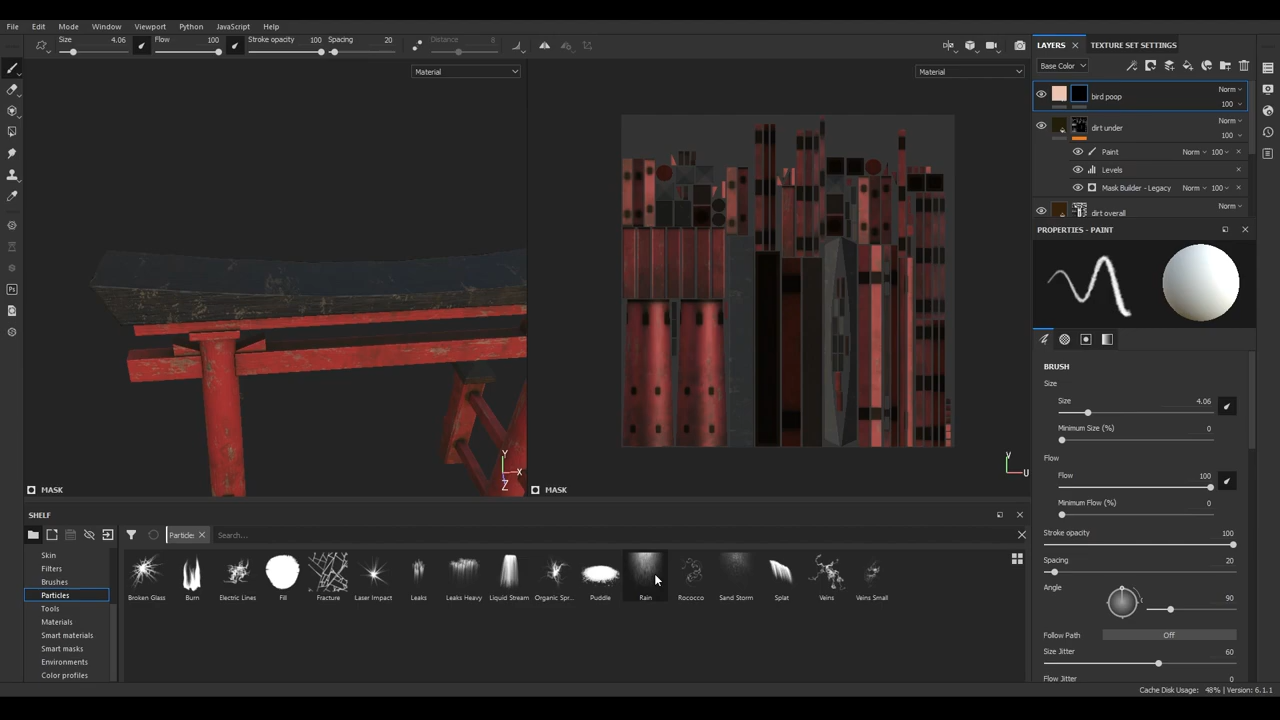 File Edit Mode Window Viewport Python JavaScript Help
Size 4.06 Flow 100 Stroke opacity 100 Spacing 20 Distance 8
Material
Material
LAYERS TEXTURE SET SETTINGS
Base Color
bird poop Norm 100
dirt under Norm 100
Paint Norm 100
Levels
Mask Builder - Legacy Norm 100
dirt overall Norm
PROPERTIES - PAINT
BRUSH
Size
Size 4.06
Minimum Size (%) 0
Flow
Flow 100
Minimum Flow (%) 0
Stroke opacity 100
Spacing 20
Angle 90
Follow Path Off
Size Jitter 60
Flow Jitter 0
Y X Z
V U
MASK
MASK
SHELF
Particle Search...
Skin
Filters
Brushes
Particles
Tools
Materials
Smart materials
Smart masks
Environments
Color profiles
Broken Glass Burn Electric Lines Fill Fracture Laser Impact Leaks Leaks Heavy Liquid Stream Organic Spr... Puddle Rain Rococco Sand Storm Splat Veins Veins Small
Cache Disk Usage: 48% | Version: 6.1.1